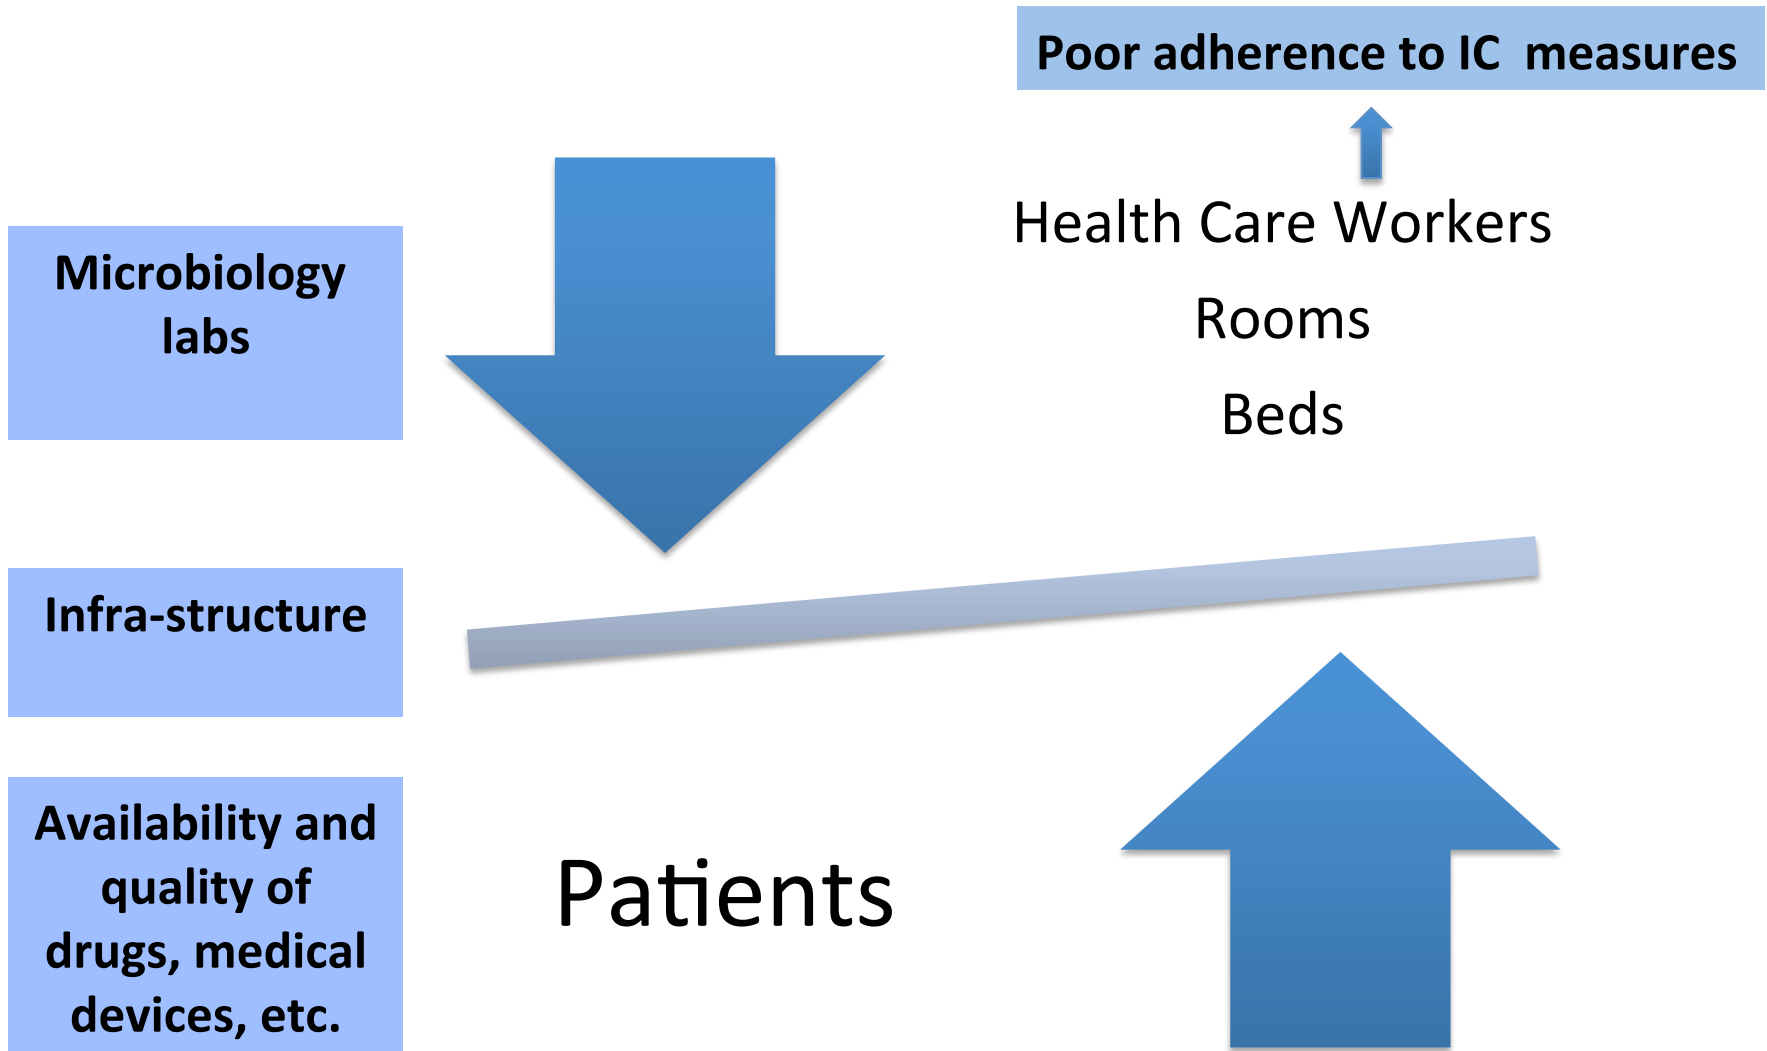 Poor adherence to IC  measures
Health Care Workers
Rooms
Beds
Microbiology
labs
Infra-structure
Availability and
quality of
drugs, medical
devices, etc.
Patients